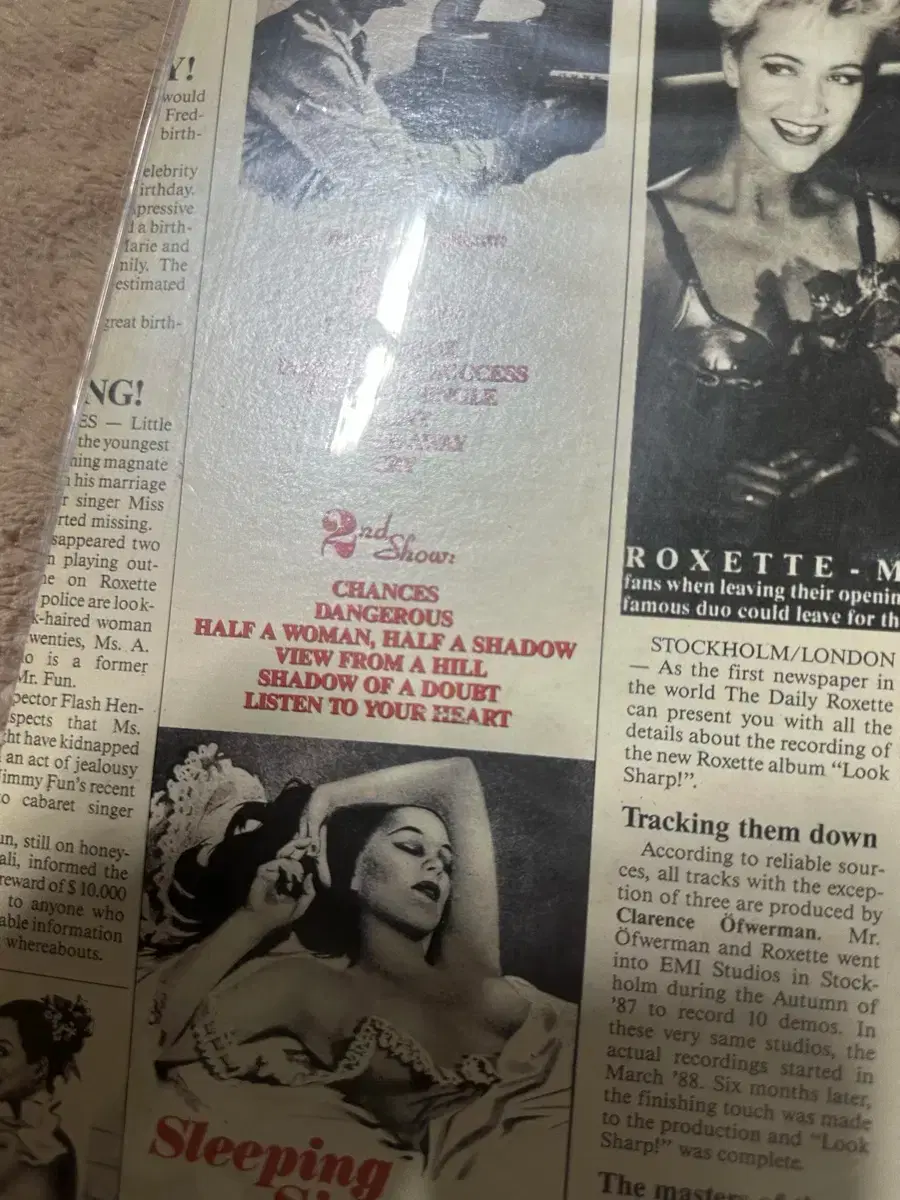 Y!
would
Fred-
birth-
elebrity
irthday.
pressive
d a birth-
Marie and
mily. The
estimated
great birth-
NG!
ES — Little
the youngest
ning magnate
his marriage
r singer Miss
rted missing.
sappeared two
n playing out-
ne on Roxette
police are look-
k-haired woman
wenties, Ms. A.
o is a former
Mr. Fun.
pector Flash Hen-
spects that Ms.
ght have kidnapped
an act of jealousy
Jimmy Fun's recent
to cabaret singer
un, still on honey-
ali, informed the
reward of $ 10.000
to anyone who
able information
whereabouts.
SUCCESS
AWAY
CRY
2nd Show:
CHANCES
DANGEROUS
HALF A WOMAN, HALF A SHADOW
VIEW FROM A HILL
SHADOW OF A DOUBT
LISTEN TO YOUR HEART
Sleeping
ROXETTE - M
fans when leaving their openin
famous duo could leave for th
STOCKHOLM/LONDON
— As the first newspaper in
the world The Daily Roxette
can present you with all the
details about the recording of
the new Roxette album “Look
Sharp!”.
Tracking them down
According to reliable sour-
ces, all tracks with the excep-
tion of three are produced by
Clarence Öfwerman. Mr.
Öfwerman and Roxette went
into EMI Studios in Stock-
holm during the Autumn of
'87 to record 10 demos. In
these very same studios, the
actual recordings started in
March '88. Six months later,
the finishing touch was made
to the production and “Look
Sharp!” was complete.
The master